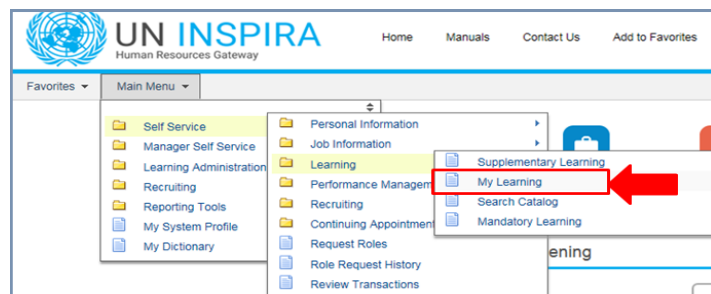 UN INSPIRA
Human Resources Gateway
Home
Manuals
Contact Us
Add to Favorites
Favorites
Main Menu
Self Service
Manager Self Service
Learning Administration
Recruiting
Reporting Tools
My System Profile
My Dictionary
Personal Information
Job Information
Learning
Performance Managem
Recruiting
Continuing Appointment
Request Roles
Role Request History
Review Transactions
Supplementary Learning
My Learning
Search Catalog
Mandatory Learning
ening